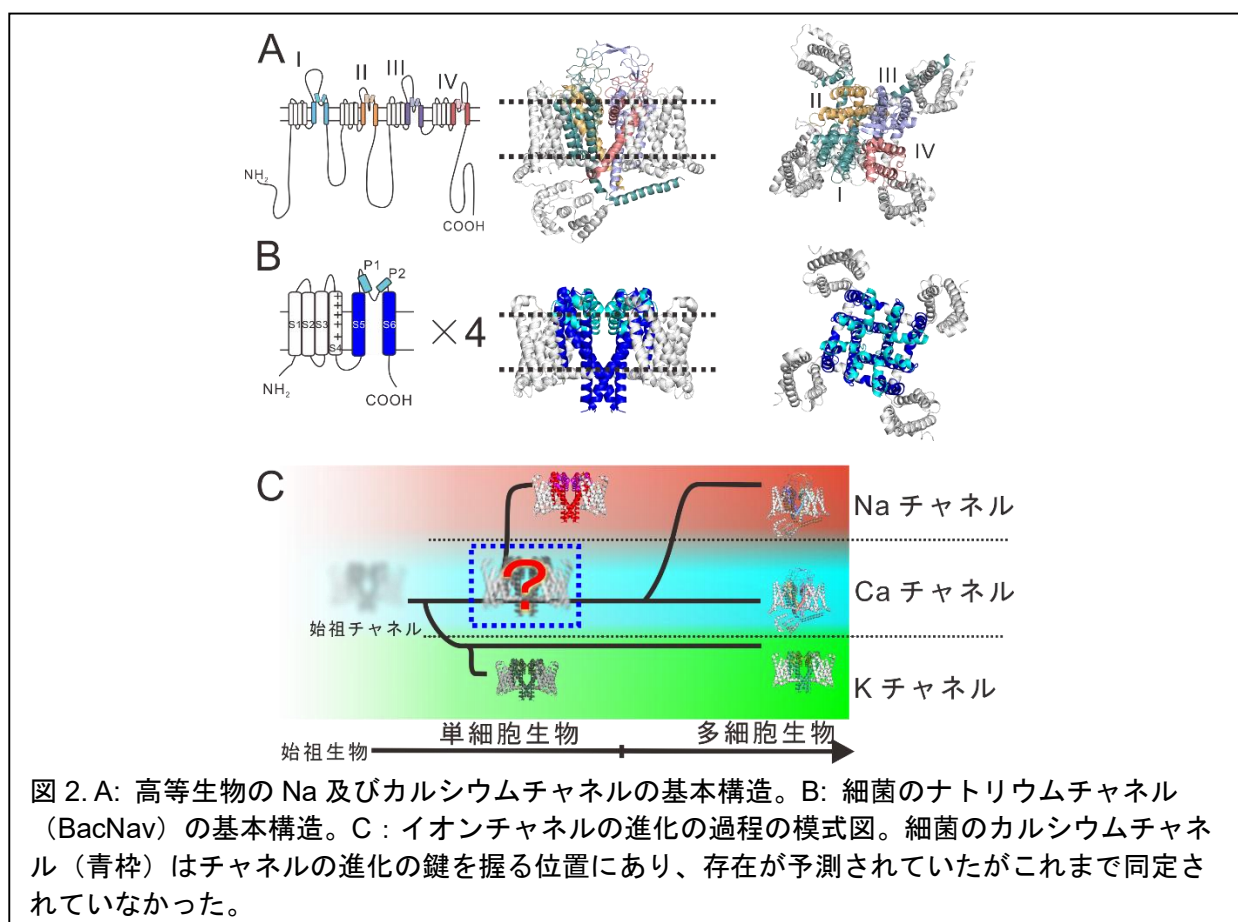 A
I
II
III
IV
NH2
COOH
II
III
I
IV
B
P1
P2
S1
S2
S3
+
+
+
+
S4
S5
S6
×4
NH2
COOH
C
?
始祖チャネル
Na チャネル
Ca チャネル
K チャネル
単細胞生物
多細胞生物
始祖生物
図 2. A: 高等生物の Na 及びカルシウムチャネルの基本構造。B: 細菌のナトリウムチャネル
（BacNav）の基本構造。C：イオンチャネルの進化の過程の模式図。細菌のカルシウムチャネ
ル（青枠）はチャネルの進化の鍵を握る位置にあり、存在が予測されていたがこれまで同定さ
れていなかった。